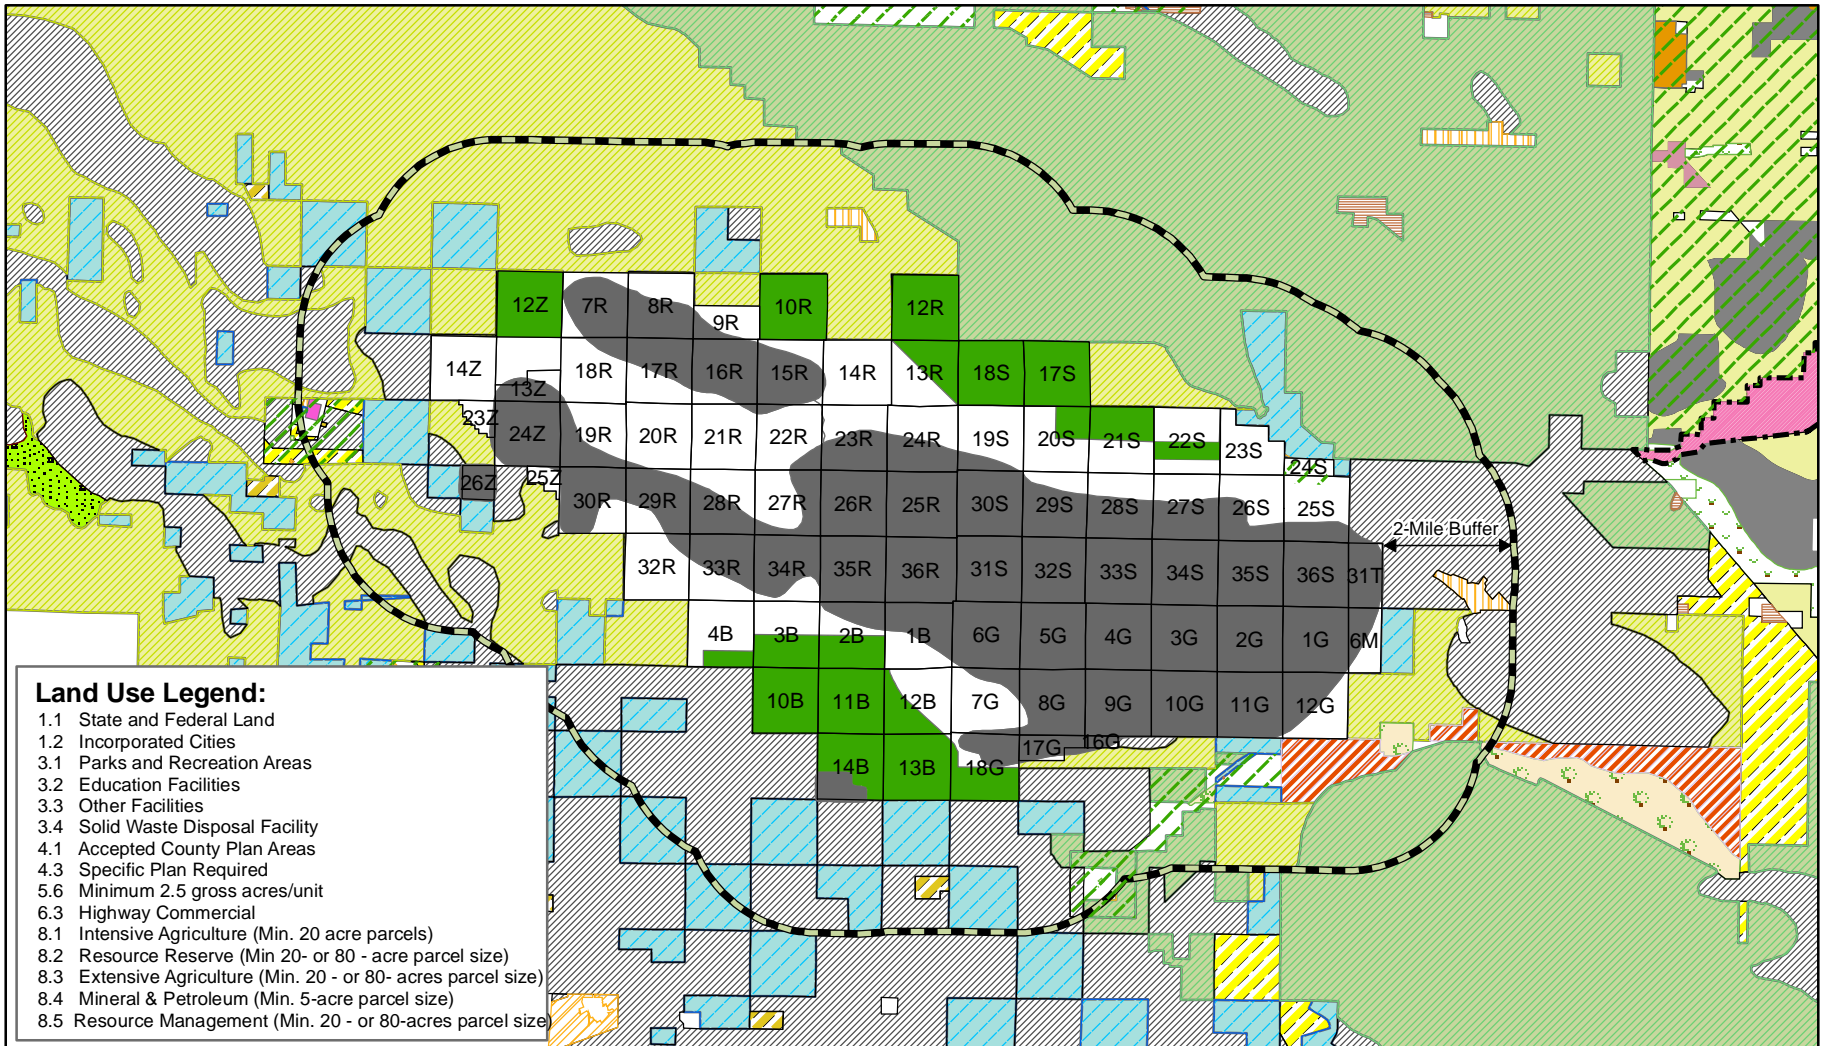 12Z 7R 8R 9R 10R 12R
14Z 13Z 18R 17R 16R 15R 14R 13R 18S 17S
23Z 24Z 19R 20R 21R 22R 23R 24R 19S 20S 21S 22S 23S 24S
26Z 25Z 30R 29R 28R 27R 26R 25R 30S 29S 28S 27S 26S 25S
2-Mile Buffer
32R 33R 34R 35R 36R 31S 32S 33S 34S 35S 36S 31T
4B 3B 2B 1B 6G 5G 4G 3G 2G 1G 6M
10B 11B 12B 7G 8G 9G 10G 11G 12G
14B 13B 18G 17G 16G
Land Use Legend:
1.1 State and Federal Land
1.2 Incorporated Cities
3.1 Parks and Recreation Areas
3.2 Education Facilities
3.3 Other Facilities
3.4 Solid Waste Disposal Facility
4.1 Accepted County Plan Areas
4.3 Specific Plan Required
5.6 Minimum 2.5 gross acres/unit
6.3 Highway Commercial
8.1 Intensive Agriculture (Min. 20 acre parcels)
8.2 Resource Reserve (Min 20- or 80 - acre parcel size)
8.3 Extensive Agriculture (Min. 20 - or 80- acres parcel size)
8.4 Mineral & Petroleum (Min. 5-acre parcel size)
8.5 Resource Management (Min. 20 - or 80-acres parcel size)